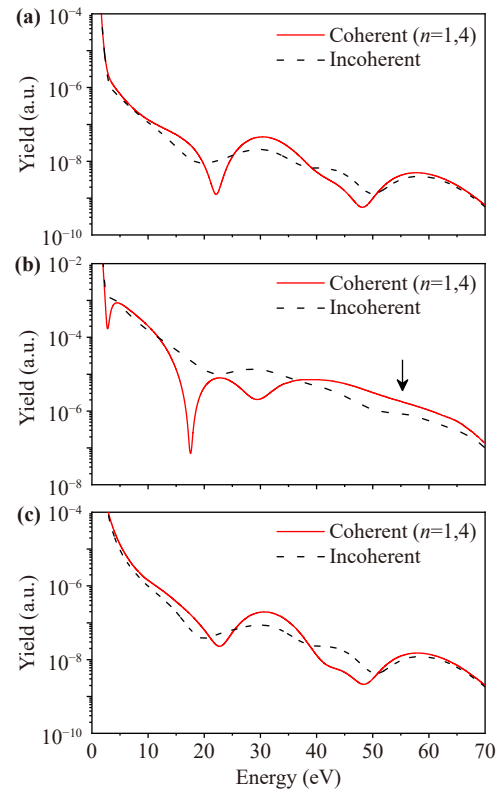 (a)
10⁻⁴
10⁻⁶
10⁻⁸
10⁻¹⁰
Yield (a.u.)
Coherent (n=1,4)
Incoherent
(b)
10⁻²
10⁻⁴
10⁻⁶
10⁻⁸
Yield (a.u.)
Coherent (n=1,4)
Incoherent
(c)
10⁻⁴
10⁻⁶
10⁻⁸
10⁻¹⁰
Yield (a.u.)
Coherent (n=1,4)
Incoherent
0 10 20 30 40 50 60 70
Energy (eV)